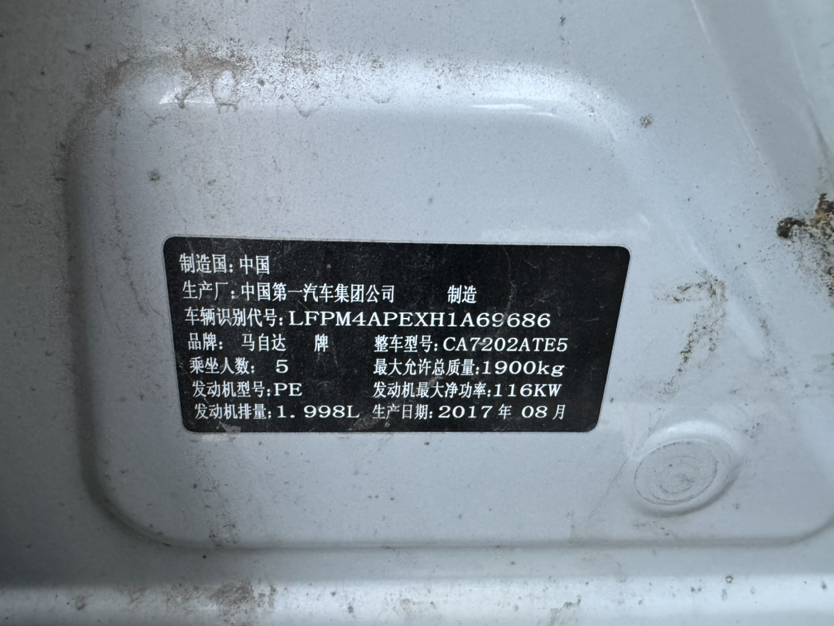 制造国:中国
生产厂:中国第一汽车集团公司 制造
车辆识别代号:LFPM4APEXH1A69686
品牌: 马自达 牌 整车型号:CA7202ATE5
乘坐人数:5 最大允许总质量:1900kg
发动机型号:PE 发动机最大净功率:116KW
发动机排量:1.998L 生产日期:2017年 08月